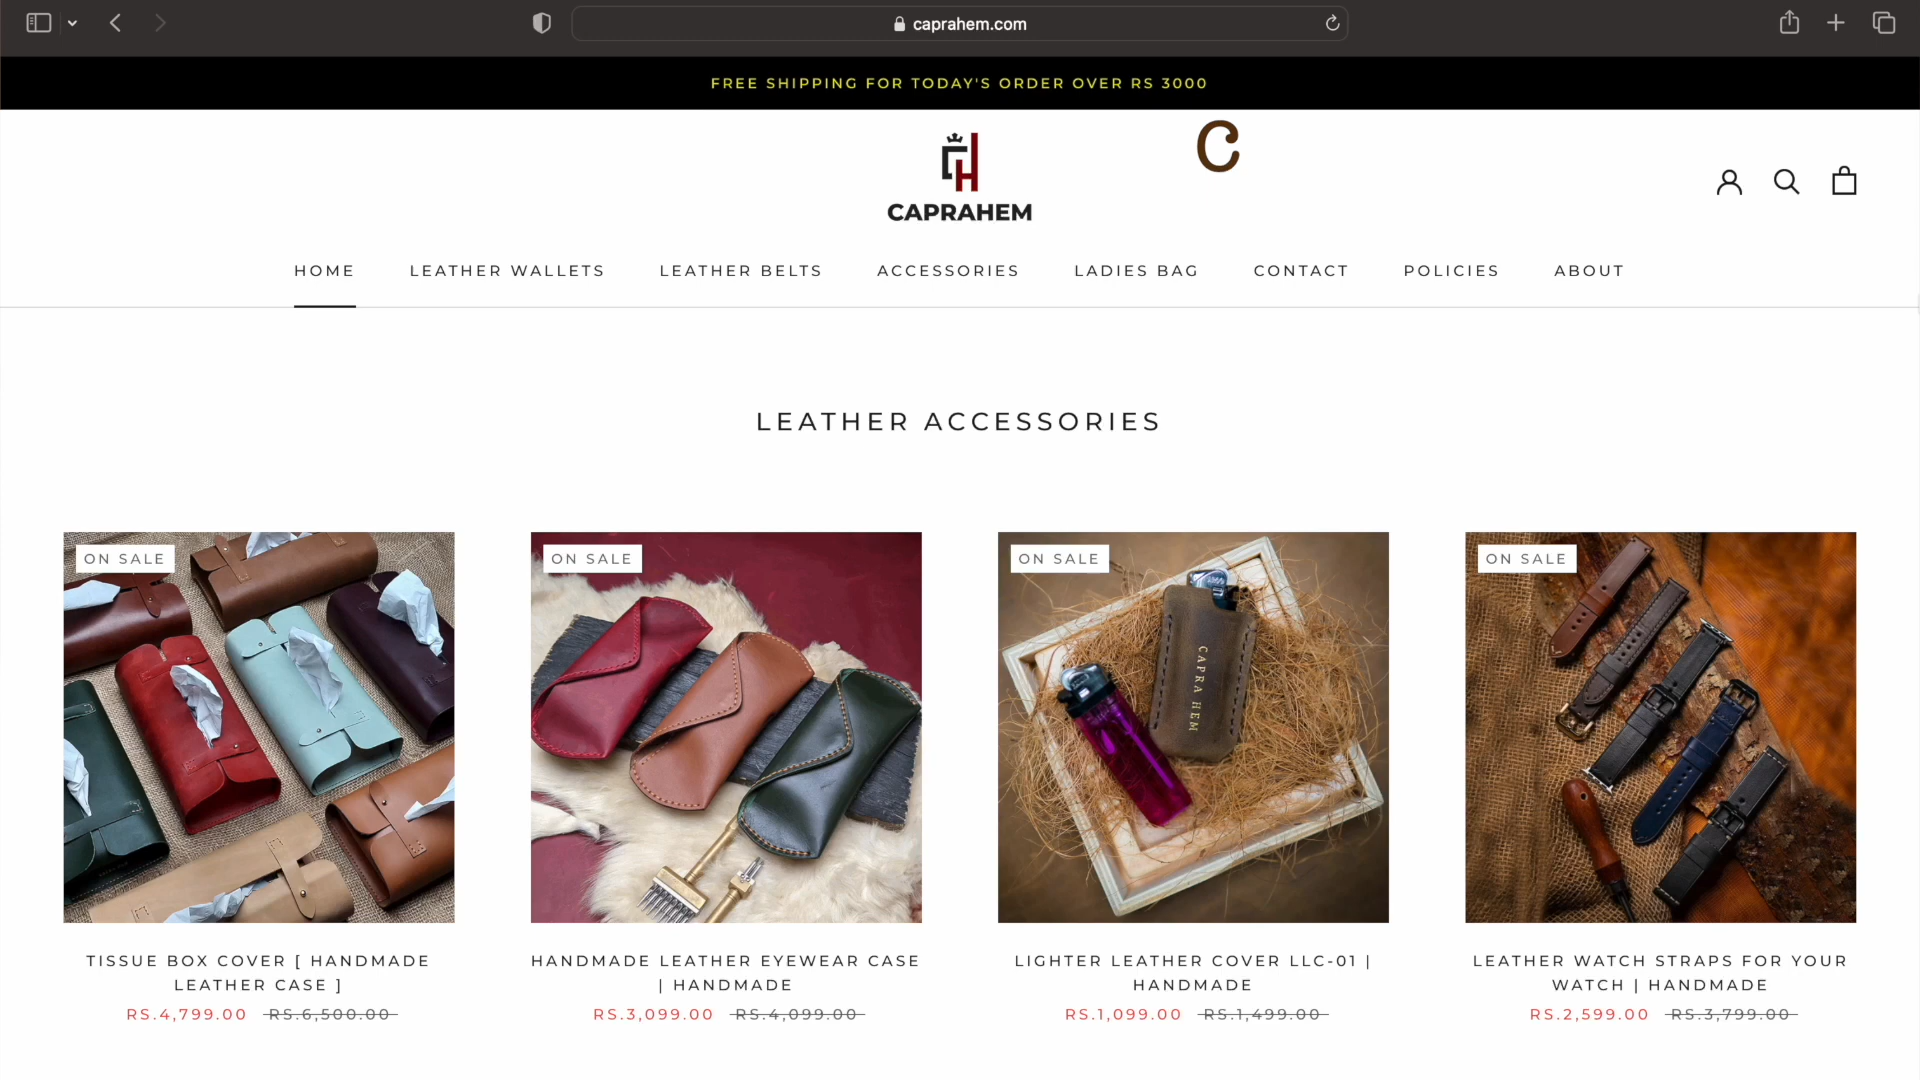 caprahem.com
FREE SHIPPING FOR TODAY'S ORDER OVER RS 3000
C
CAPRAHEM
HOME LEATHER WALLETS LEATHER BELTS ACCESSORIES LADIES BAG CONTACT POLICIES ABOUT
LEATHER ACCESSORIES
ON SALE ON SALE ON SALE ON SALE
CAPRA HEM
TISSUE BOX COVER [ HANDMADE
LEATHER CASE ]
RS.4,799.00 RS.6,500.00
HANDMADE LEATHER EYEWEAR CASE
| HANDMADE
RS.3,099.00 RS.4,099.00
LIGHTER LEATHER COVER LLC-01 |
HANDMADE
RS.1,099.00 RS.1,499.00
LEATHER WATCH STRAPS FOR YOUR
WATCH | HANDMADE
RS.2,599.00 RS.3,799.00